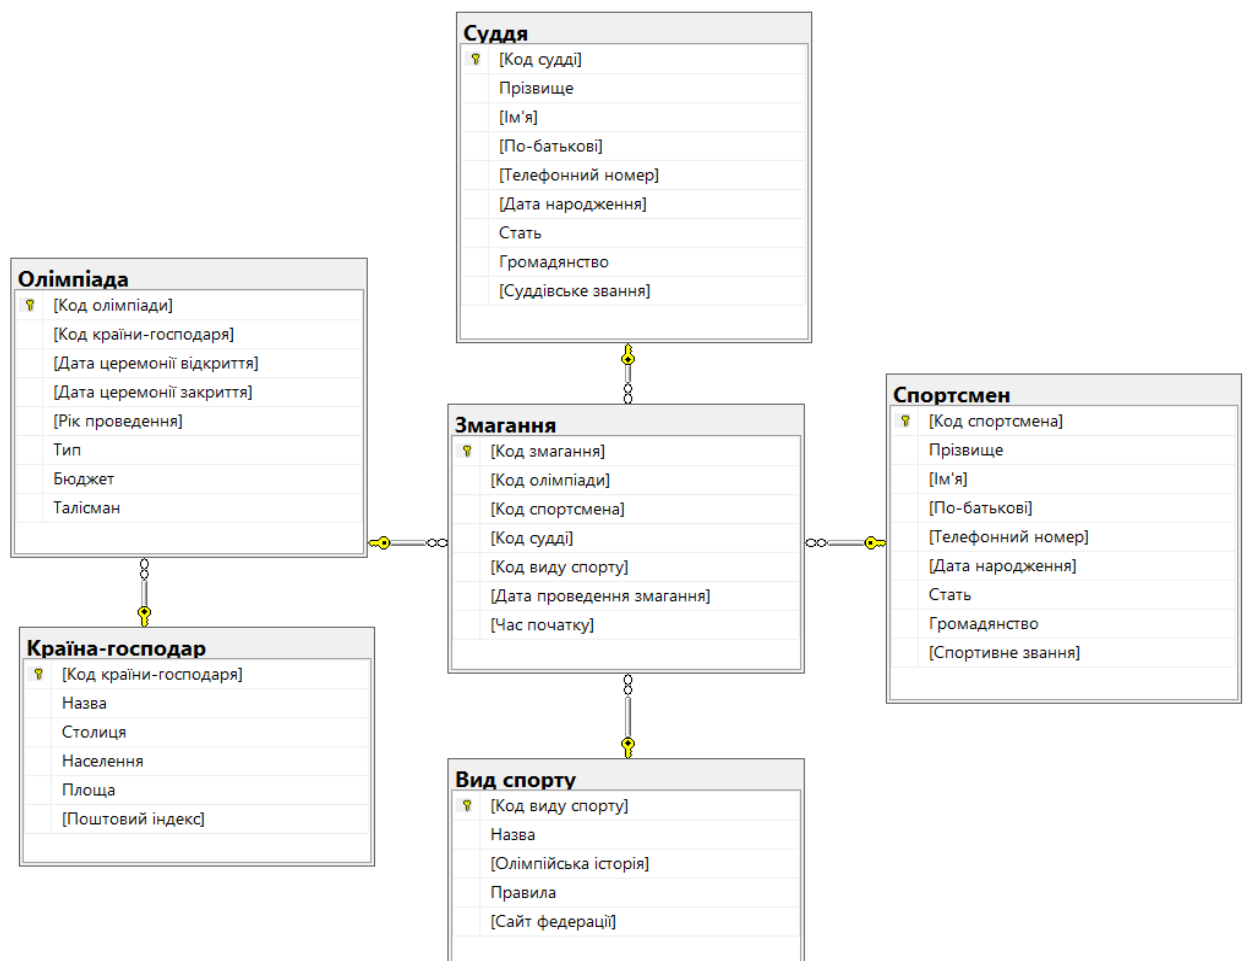 Суддя
[Код судді]
Прізвище
[Ім'я]
[По-батькові]
[Телефонний номер]
[Дата народження]
Стать
Громадянство
[Суддівське звання]
Олімпіада
[Код олімпіади]
[Код країни-господаря]
[Дата церемонії відкриття]
[Дата церемонії закриття]
[Рік проведення]
Тип
Бюджет
Талісман
Змагання
[Код змагання]
[Код олімпіади]
[Код спортсмена]
[Код судді]
[Код виду спорту]
[Дата проведення змагання]
[Час початку]
Спортсмен
[Код спортсмена]
Прізвище
[Ім'я]
[По-батькові]
[Телефонний номер]
[Дата народження]
Стать
Громадянство
[Спортивне звання]
Країна-господар
[Код країни-господаря]
Назва
Столиця
Населення
Площа
[Поштовий індекс]
Вид спорту
[Код виду спорту]
Назва
[Олімпійська історія]
Правила
[Сайт федерації]